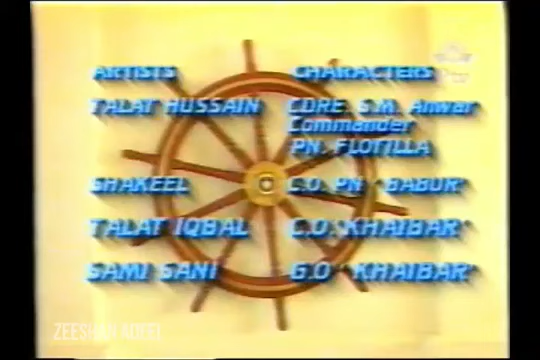 ARTISTS CHARACTERS
TALAT HUSSAIN CDRE S.M. Anwar
Commander
PN. FLOTILLA
SHAKEEL C.O. PN 'BABUR'
TALAT IQBAL C.O. 'KHAIBAR'
SAMI SANI G.O 'KHAIBAR'
PTV
ZEESHAN